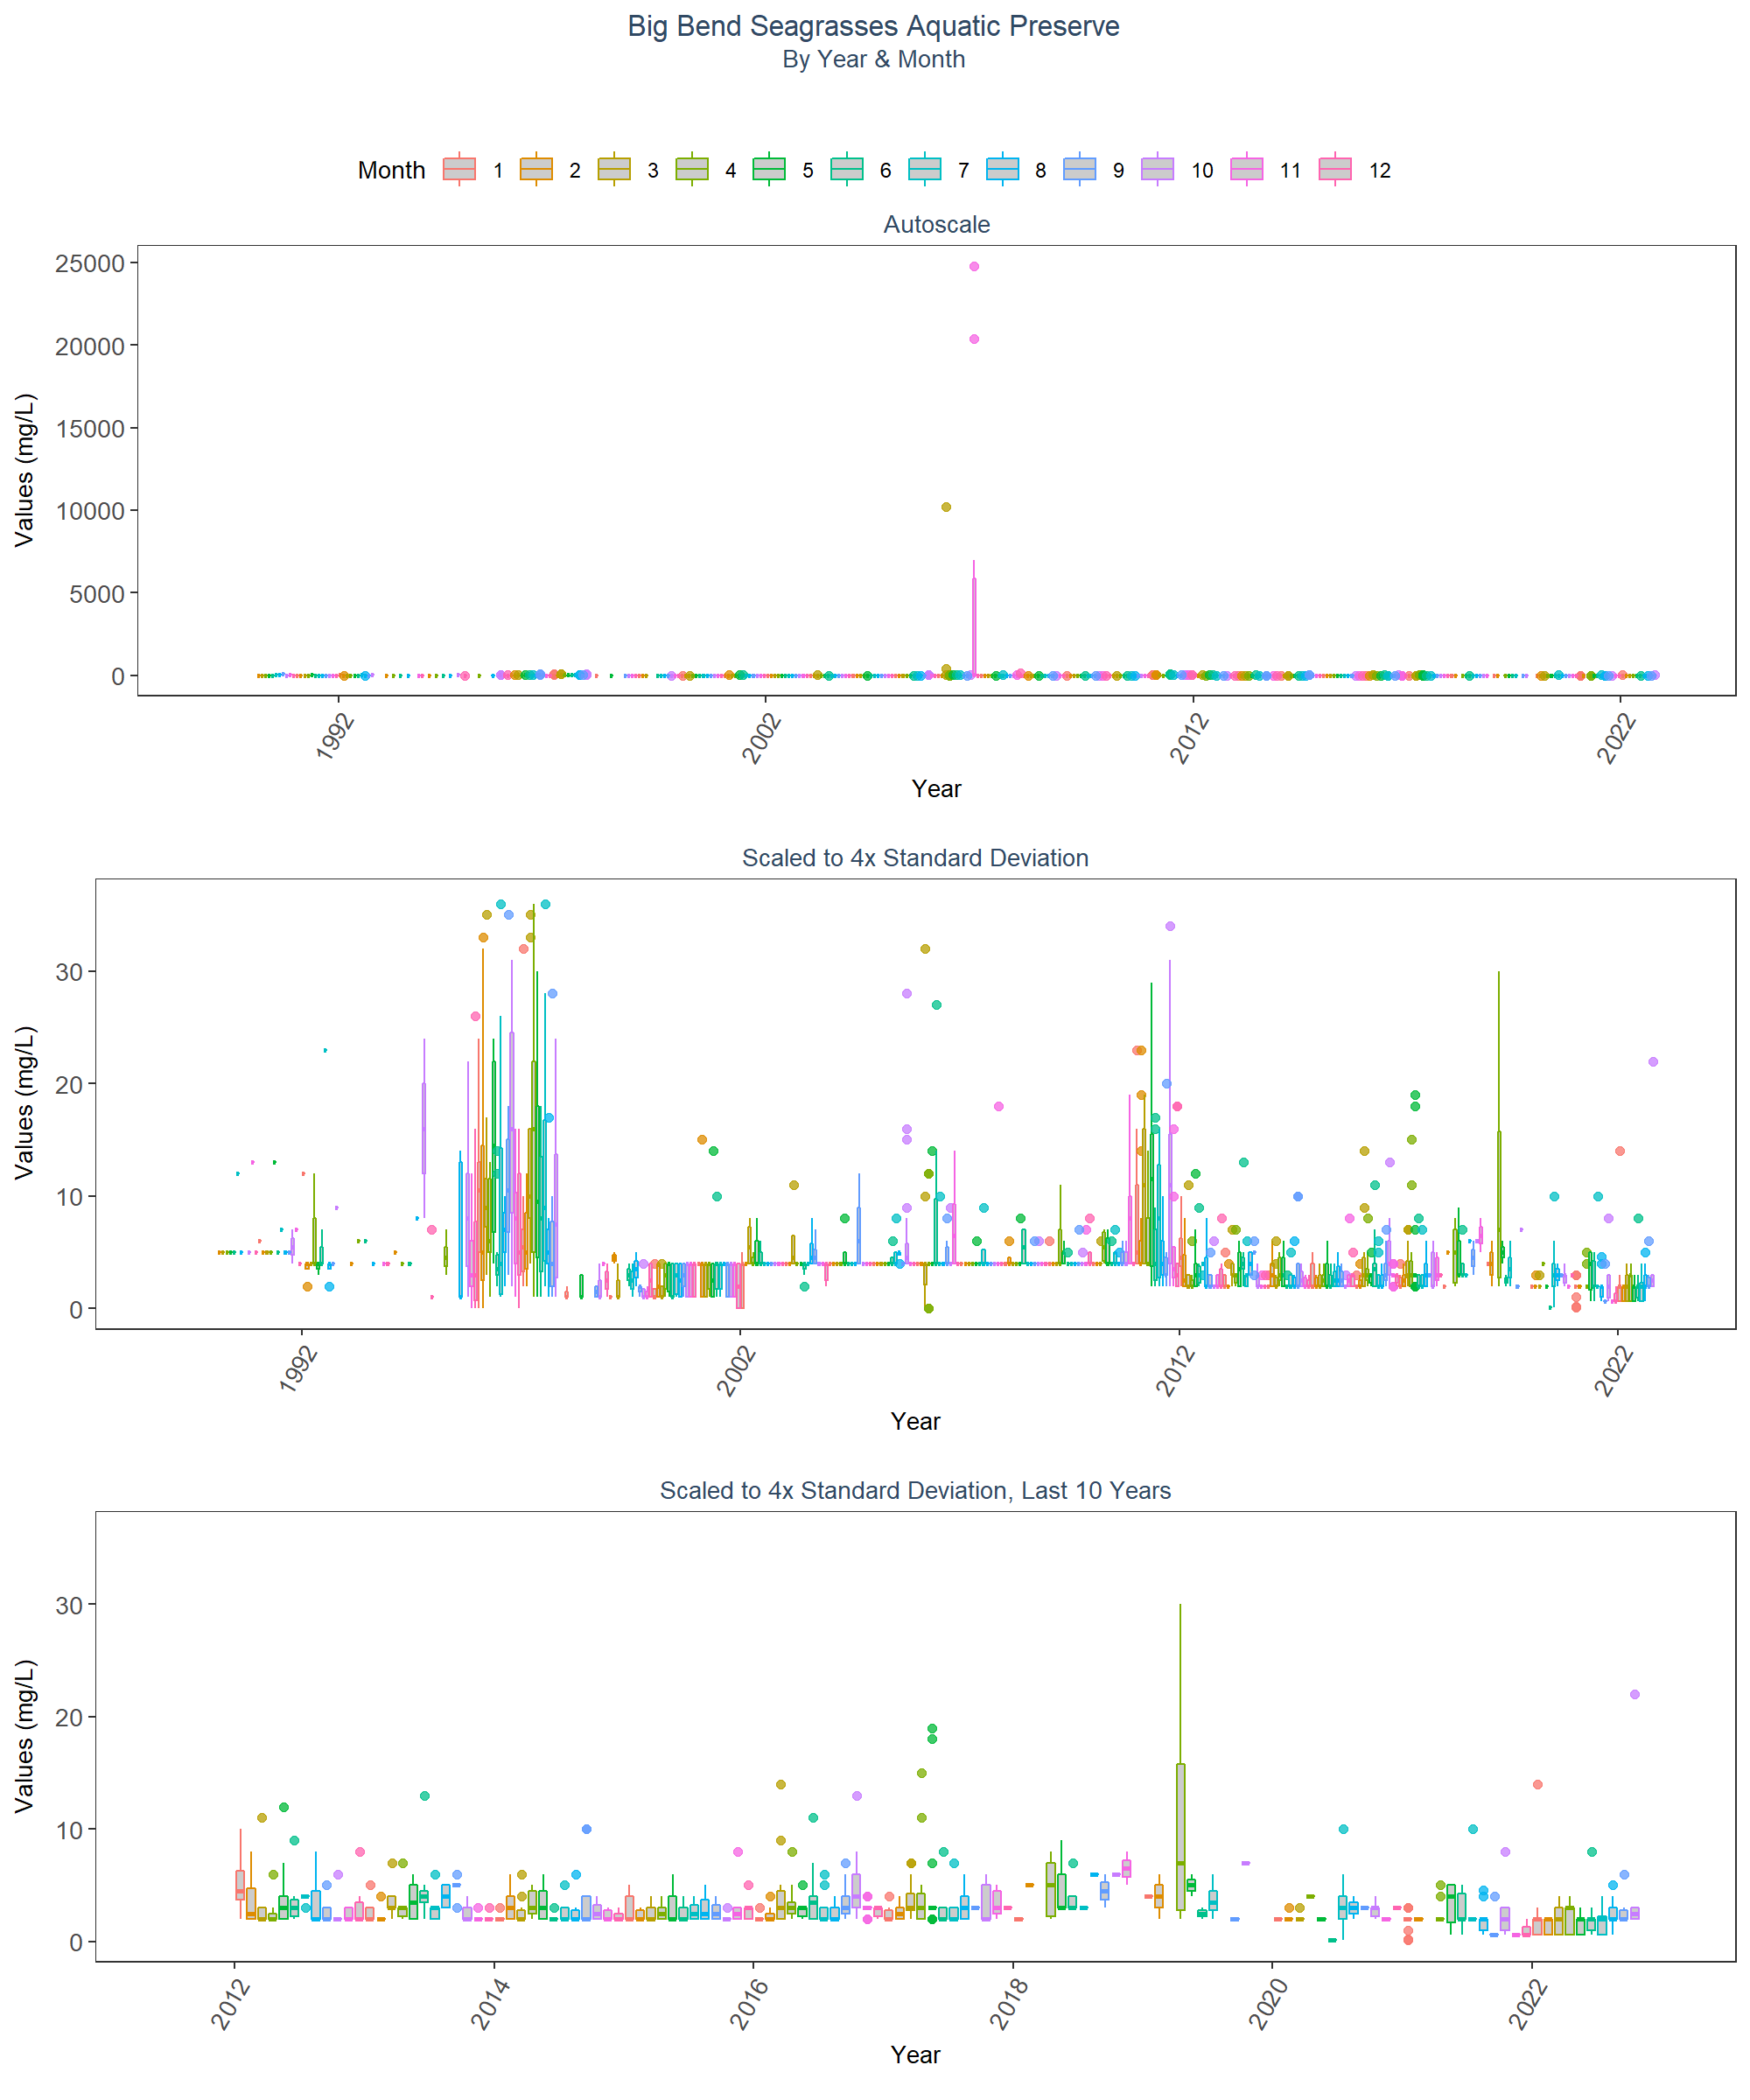 Big Bend Seagrasses Aquatic Preserve
By Year & Month
Month 1 2 3 4 5 6 7 8 9 10 11 12
Autoscale
Values (mg/L)
25000
20000
15000
10000
5000
0
1992 2002 2012 2022
Year
Scaled to 4x Standard Deviation
Values (mg/L)
30
20
10
0
1992 2002 2012 2022
Year
Scaled to 4x Standard Deviation, Last 10 Years
Values (mg/L)
30
20
10
0
2012 2014 2016 2018 2020 2022
Year